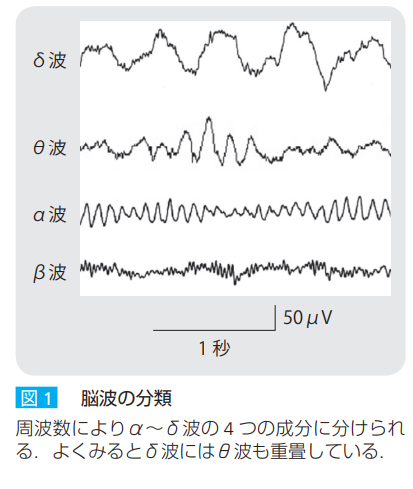 δ波
θ波
α波
β波
50μV
1秒
図1 脳波の分類
周波数によりα〜δ波の4つの成分に分けられ
る．よくみるとδ波にはθ波も重畳している．